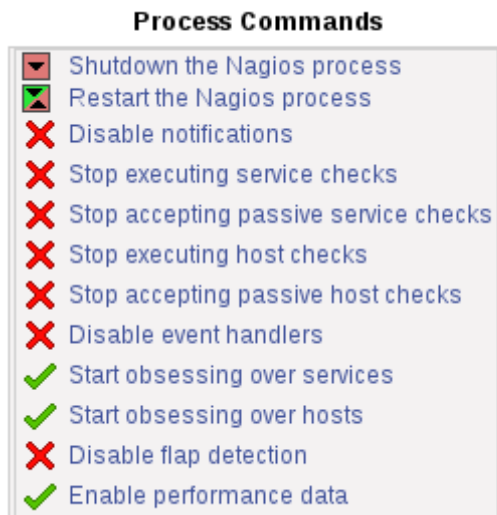 Process Commands
Shutdown the Nagios process
Restart the Nagios process
Disable notifications
Stop executing service checks
Stop accepting passive service checks
Stop executing host checks
Stop accepting passive host checks
Disable event handlers
Start obsessing over services
Start obsessing over hosts
Disable flap detection
Enable performance data